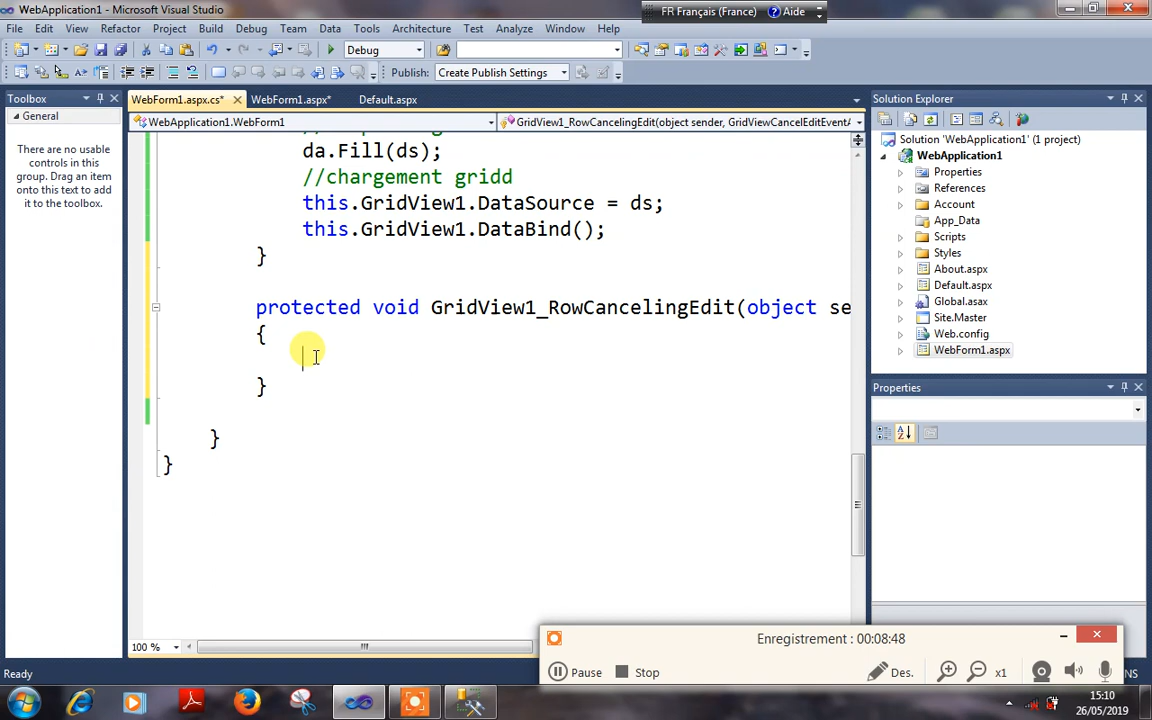 WebApplication1 - Microsoft Visual Studio
FR Français (France)
Aide
File Edit View Refactor Project Build Debug Team Data Tools Architecture Test Analyze Window Help
Debug
Publish: Create Publish Settings
Toolbox
General
There are no usable
controls in this
group. Drag an item
onto this text to add
it to the toolbox.
WebForm1.aspx.cs* WebForm1.aspx* Default.aspx
WebApplication1.WebForm1
GridView1_RowCancelingEdit(object sender, GridViewCancelEditEventA
da.Fill(ds);
//chargement gridd
this.GridView1.DataSource = ds;
this.GridView1.DataBind();
}
protected void GridView1_RowCancelingEdit(object se
{
}
}
}
100 %
Solution Explorer
Solution 'WebApplication1' (1 project)
WebApplication1
Properties
References
Account
App_Data
Scripts
Styles
About.aspx
Default.aspx
Global.asax
Site.Master
Web.config
WebForm1.aspx
Properties
Enregistrement : 00:08:48
Pause
Stop
Des.
x1
Ready
NS
15:10
26/05/2019